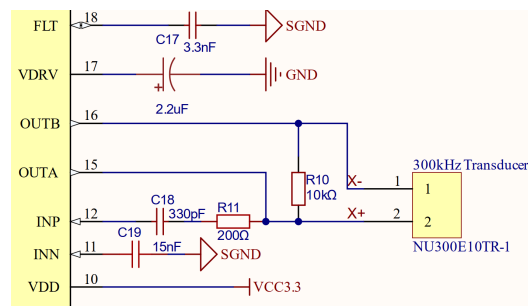 FLT 18 C17 3.3nF SGND
VDRV 17 + 2.2uF GND
OUTB 16
OUTA 15
R10 10kΩ
300kHz Transducer
X- 1 1
X+ 2 2
NU300E10TR-1
INP 12 C18 330pF R11 200Ω
INN 11 C19 15nF SGND
VDD 10 VCC3.3